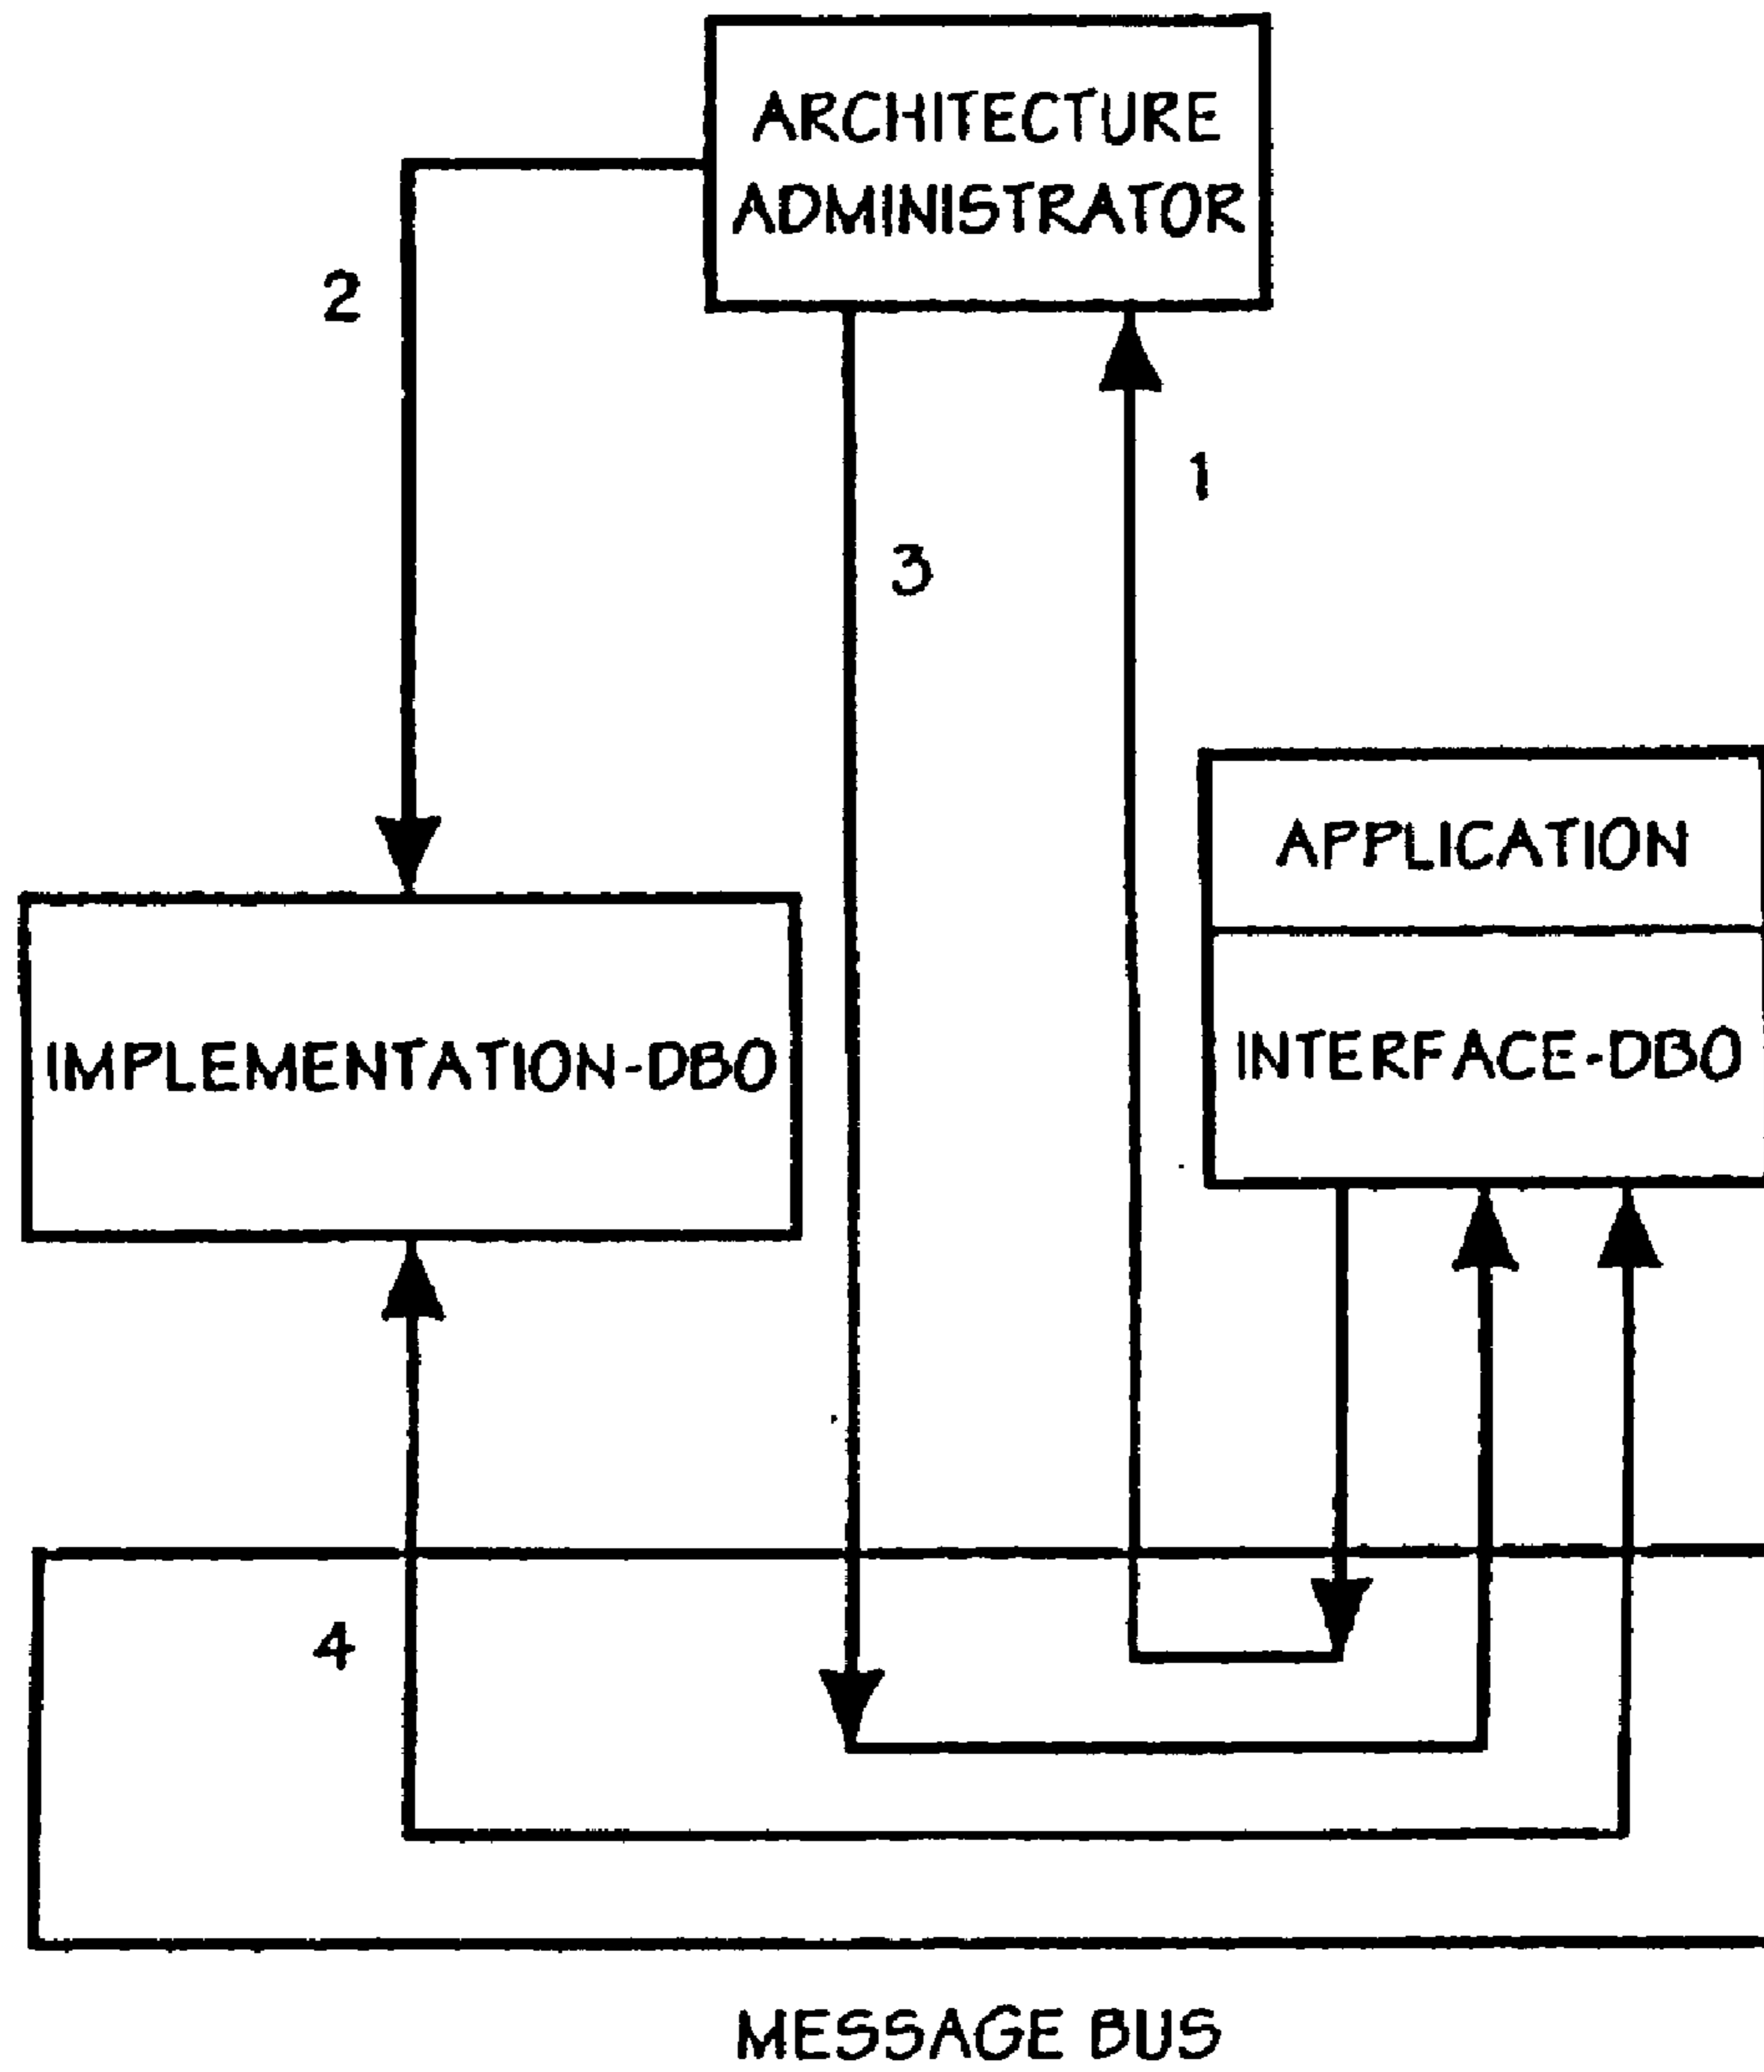 ARCHITECTURE
ADMINISTRATOR
2
1
3
APPLICATION
IMPLEMENTATION-DBO
INTERFACE-DBO
4
MESSAGE BUS